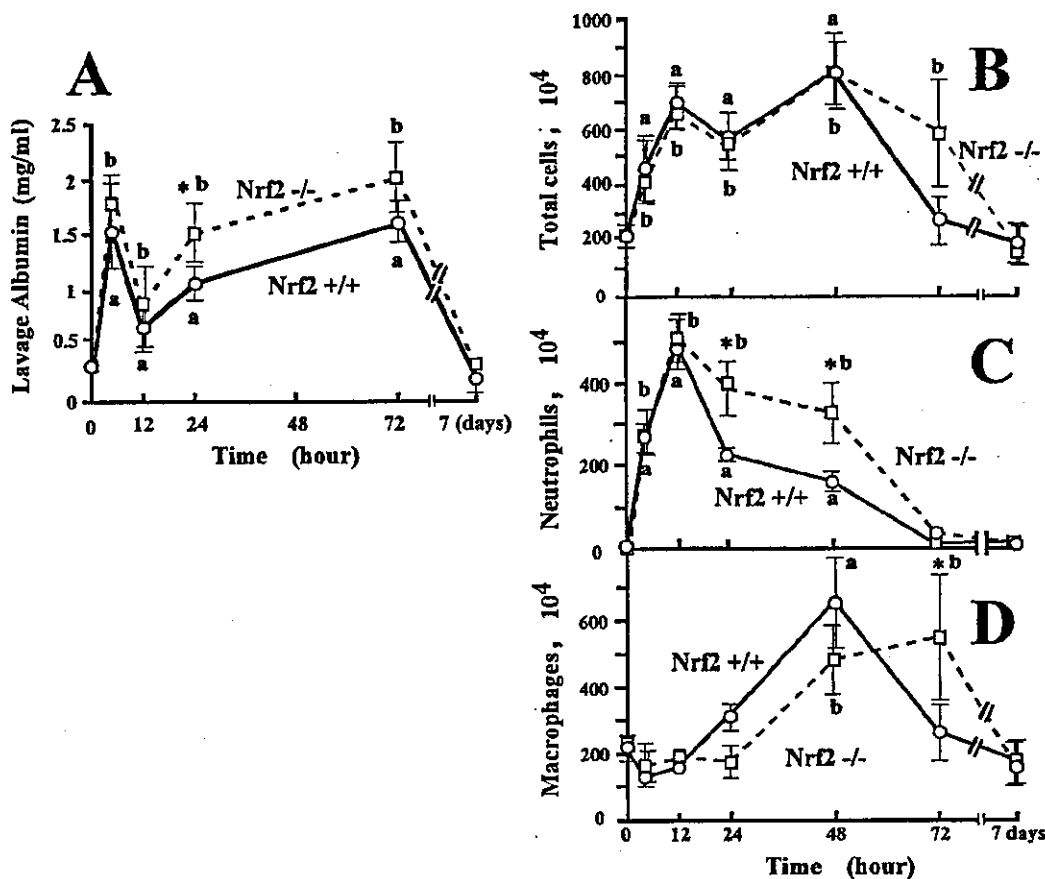 A
Lavage Albumin (mg/ml)
2.5
2
1.5
1
0.5
0
b
b
* b
b
a
a
a
a
Nrf2 -/-
Nrf2 +/+
0 12 24 48 72 7 (days)
Time (hour)
B
Total cells; 10⁴
1000
800
600
400
200
0
a
a
a
a
b
b
b
b
b
Nrf2 -/-
Nrf2 +/+
C
Neutrophils, 10⁴
400
200
0
b
b
*b
*b
a
a
a
a
Nrf2 -/-
Nrf2 +/+
D
Macrophages, 10⁴
600
400
200
0
a
*b
b
Nrf2 +/+
Nrf2 -/-
0 12 24 48 72 7 days
Time (hour)